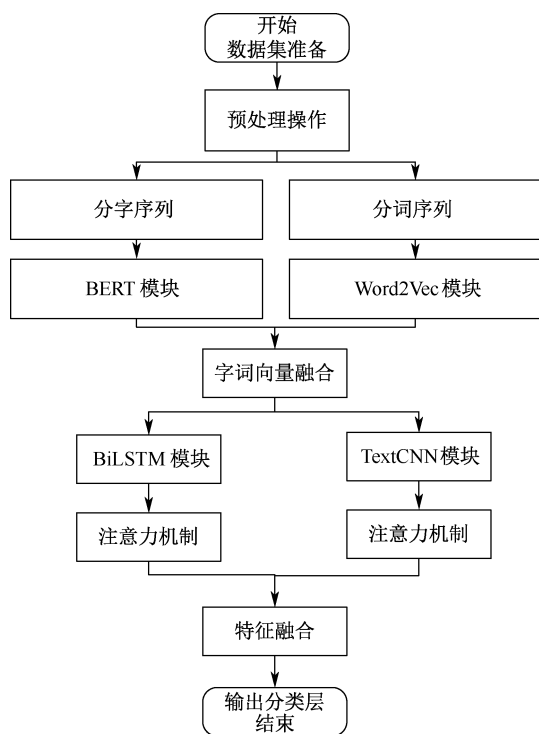 开始
数据集准备
预处理操作
分字序列
分词序列
BERT 模块
Word2Vec 模块
字词向量融合
BiLSTM 模块
TextCNN 模块
注意力机制
注意力机制
特征融合
输出分类层
结束